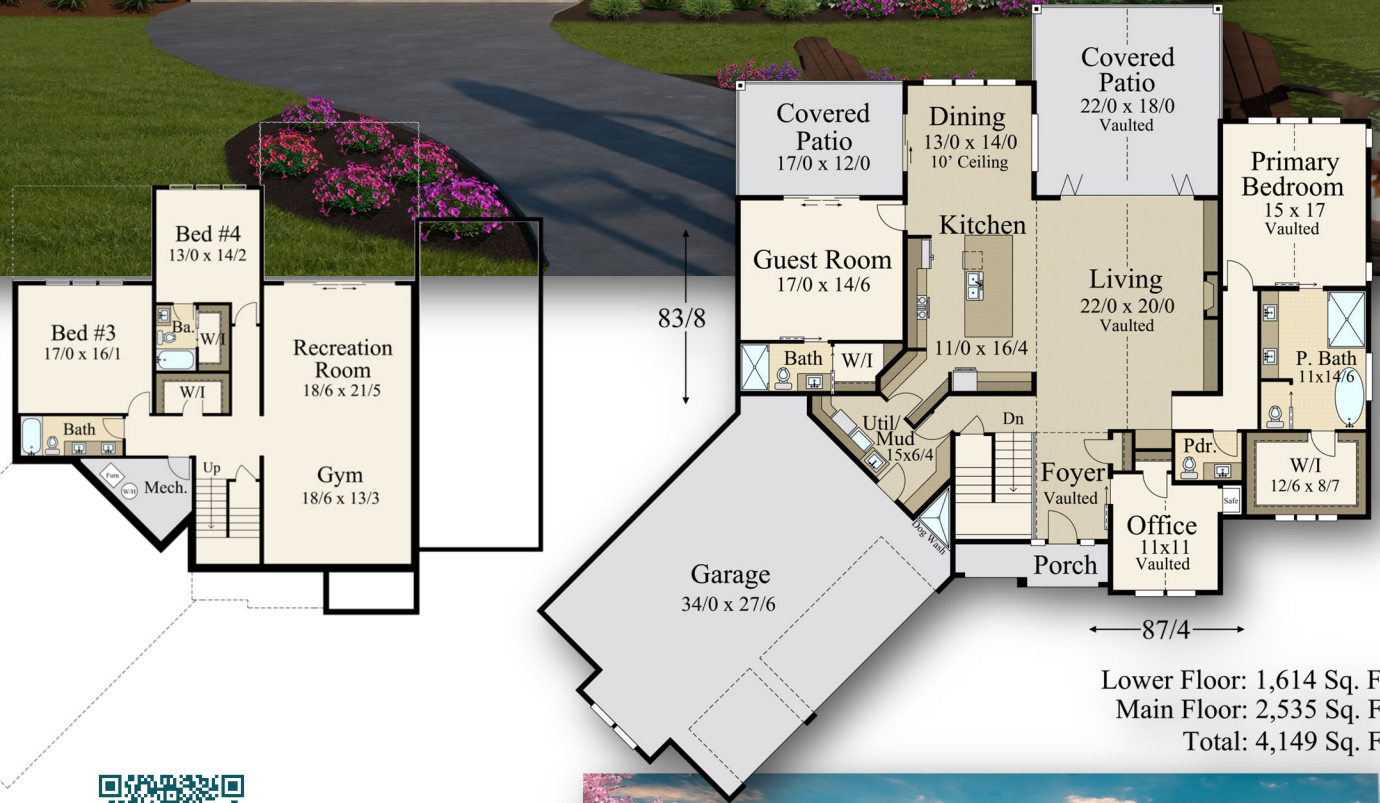 Bed #4
13/0 x 14/2
Bed #3
17/0 x 16/1
Ba.
W/I
W/I
Bath
Recreation
Room
18/6 x 21/5
Gym
18/6 x 13/3
Up
Furn
W/H
Mech.
83/8
Covered
Patio
17/0 x 12/0
Dining
13/0 x 14/0
10' Ceiling
Covered
Patio
22/0 x 18/0
Vaulted
Primary
Bedroom
15 x 17
Vaulted
Guest Room
17/0 x 14/6
Kitchen
11/0 x 16/4
Living
22/0 x 20/0
Vaulted
Bath
W/I
P. Bath
11x14/6
Util/
Mud
15x6/4
Dn
Foyer
Vaulted
Pdr.
W/I
12/6 x 8/7
Safe
Office
11x11
Vaulted
Dog Wash
Porch
Garage
34/0 x 27/6
87/4
Lower Floor: 1,614 Sq. F
Main Floor: 2,535 Sq. F
Total: 4,149 Sq. F